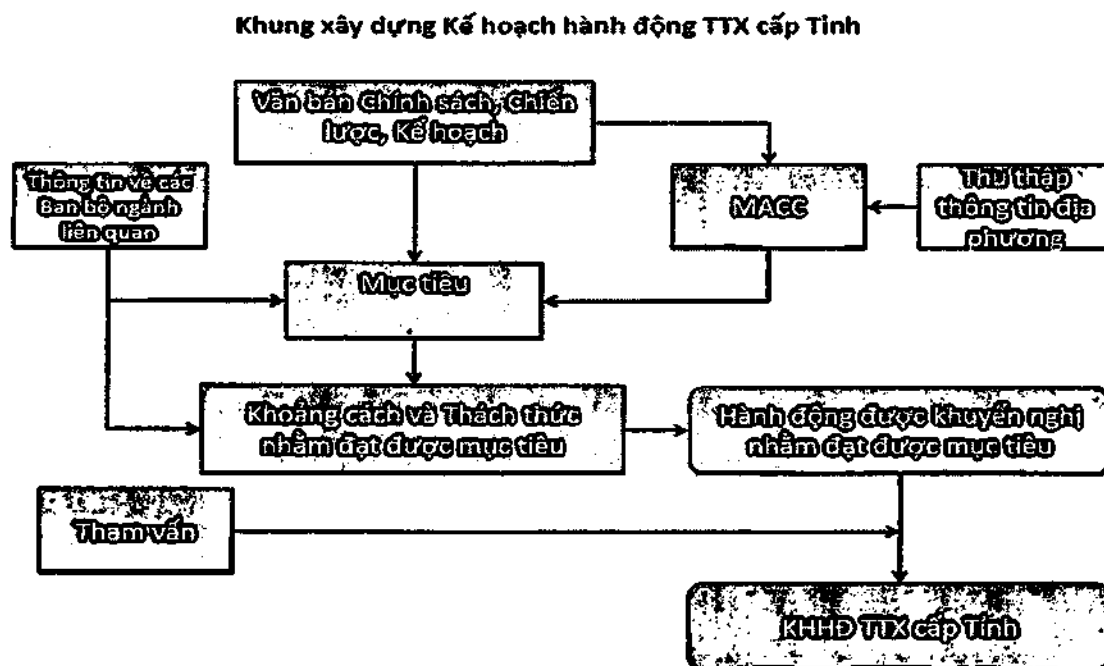 Khung xây dựng Kế hoạch hành động TTX cấp Tỉnh
Văn bản Chính sách, Chiến
lược, Kế hoạch
Thông tin về các
Ban bộ ngành
liên quan
MACC
Thu thập
thông tin địa
phương
Mục tiêu
Khoảng cách và Thách thức
nhằm đạt được mục tiêu
Hành động được Khuyến nghị
nhằm đạt được mục tiêu
Tham vấn
KHHĐ TTX cấp Tỉnh